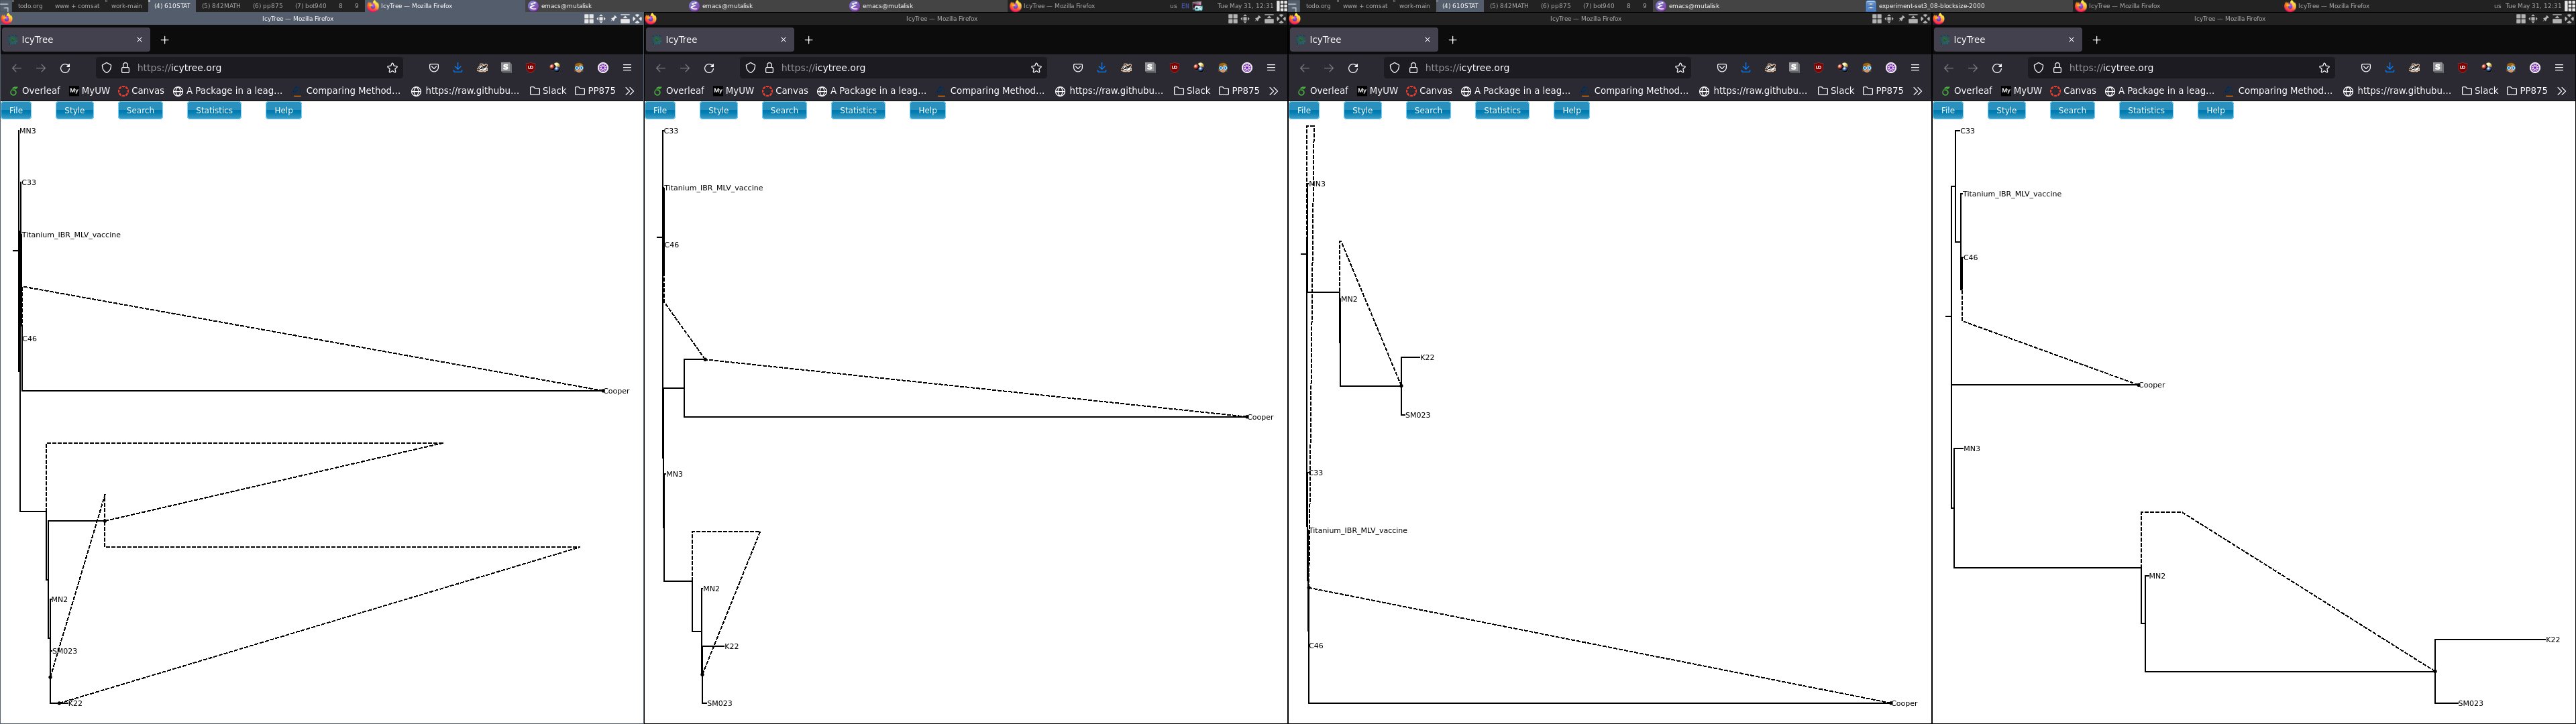 todo.org www + comsat work-main (4) 610STAT (5) 842MATH (6) pp875 (7) bot940 8 9 IcyTree — Mozilla Firefox emacs@mutalisk emacs@mutalisk emacs@mutalisk IcyTree — Mozilla Firefox us EN Tue May 31, 12:31
todo.org www + comsat work-main (4) 610STAT (5) 842MATH (6) pp875 (7) bot940 8 9 emacs@mutalisk experiment-set3_08-blocksize-2000 IcyTree — Mozilla Firefox IcyTree — Mozilla Firefox us Tue May 31, 12:31
IcyTree — Mozilla Firefox
IcyTree
https://icytree.org
Overleaf MyUW Canvas A Package in a leag... Comparing Method... https://raw.githubu... Slack PP875
File Style Search Statistics Help
MN3
C33
Titanium_IBR_MLV_vaccine
C46
Cooper
MN2
SM023
K22
IcyTree — Mozilla Firefox
IcyTree
https://icytree.org
Overleaf MyUW Canvas A Package in a leag... Comparing Method... https://raw.githubu... Slack PP875
File Style Search Statistics Help
C33
Titanium_IBR_MLV_vaccine
C46
Cooper
MN3
MN2
K22
SM023
IcyTree — Mozilla Firefox
IcyTree
https://icytree.org
Overleaf MyUW Canvas A Package in a leag... Comparing Method... https://raw.githubu... Slack PP875
File Style Search Statistics Help
MN3
MN2
K22
SM023
C33
Titanium_IBR_MLV_vaccine
C46
Cooper
IcyTree — Mozilla Firefox
IcyTree
https://icytree.org
Overleaf MyUW Canvas A Package in a leag... Comparing Method... https://raw.githubu... Slack PP875
File Style Search Statistics Help
C33
Titanium_IBR_MLV_vaccine
C46
Cooper
MN3
MN2
K22
SM023